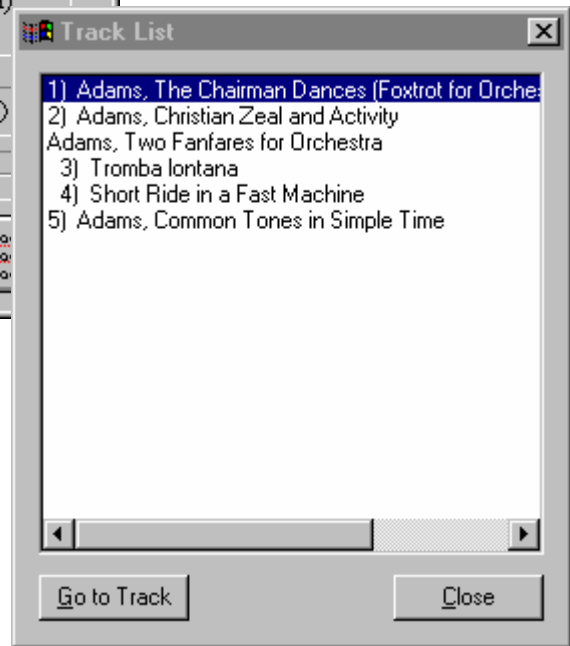 Track List
1) Adams, The Chairman Dances (Foxtrot for Orche
2) Adams, Christian Zeal and Activity
Adams, Two Fanfares for Orchestra
3) Tromba lontana
4) Short Ride in a Fast Machine
5) Adams, Common Tones in Simple Time
Go to Track
Close